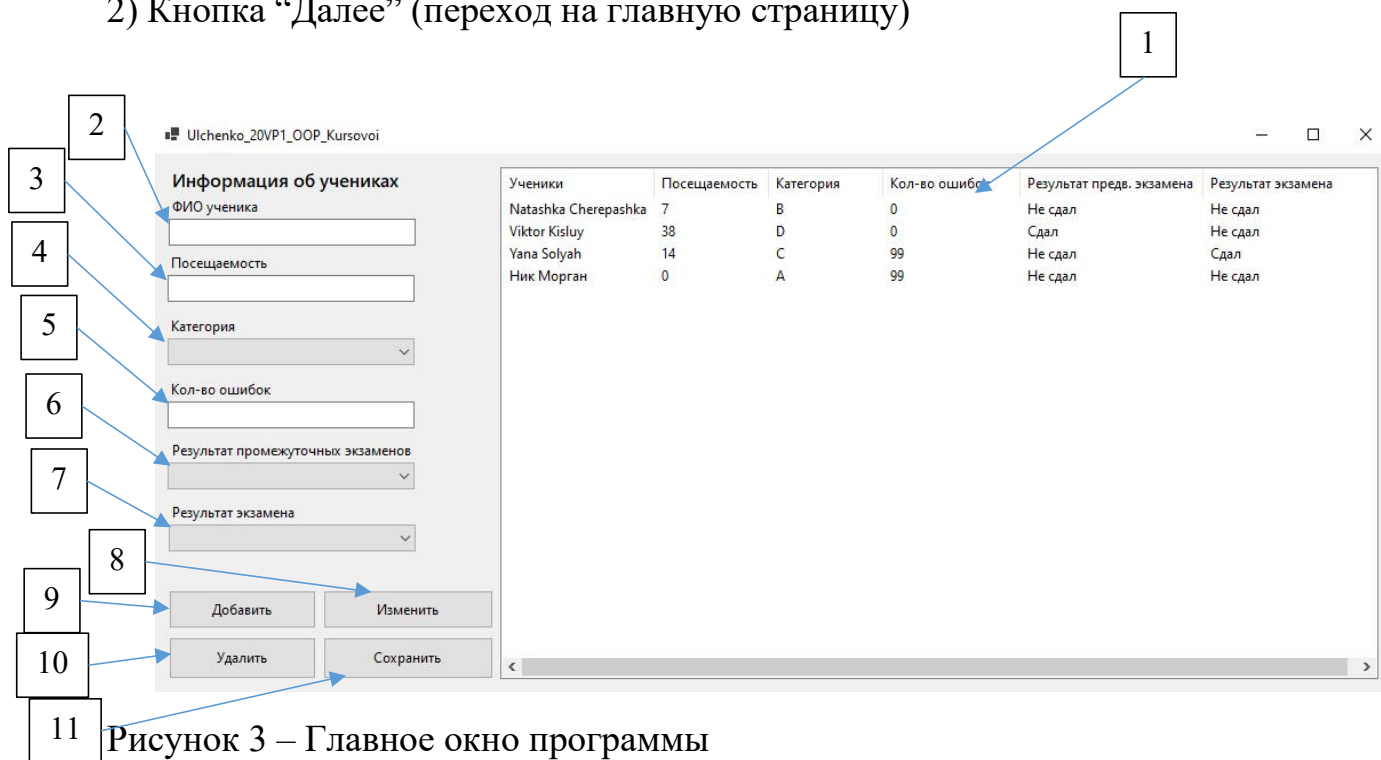 2) Кнопка “Далее” (переход на главную страницу)
1
2
Ulchenko_20VP1_OOP_Kursovoi
3
Информация об учениках
ФИО ученика
4
Посещаемость
5
Категория
Кол-во ошибок
6
Результат промежуточных экзаменов
7
Результат экзамена
8
9
Добавить Изменить
10
Удалить Сохранить
11
Ученики Посещаемость Категория Кол-во ошибок Результат предв. экзамена Результат экзамена
Natashka Cherepashka 7 B 0 Не сдал Не сдал
Viktor Kisluy 38 D 0 Сдал Не сдал
Yana Solyah 14 C 99 Не сдал Сдал
Ник Морган 0 A 99 Не сдал Не сдал
Рисунок 3 – Главное окно программы